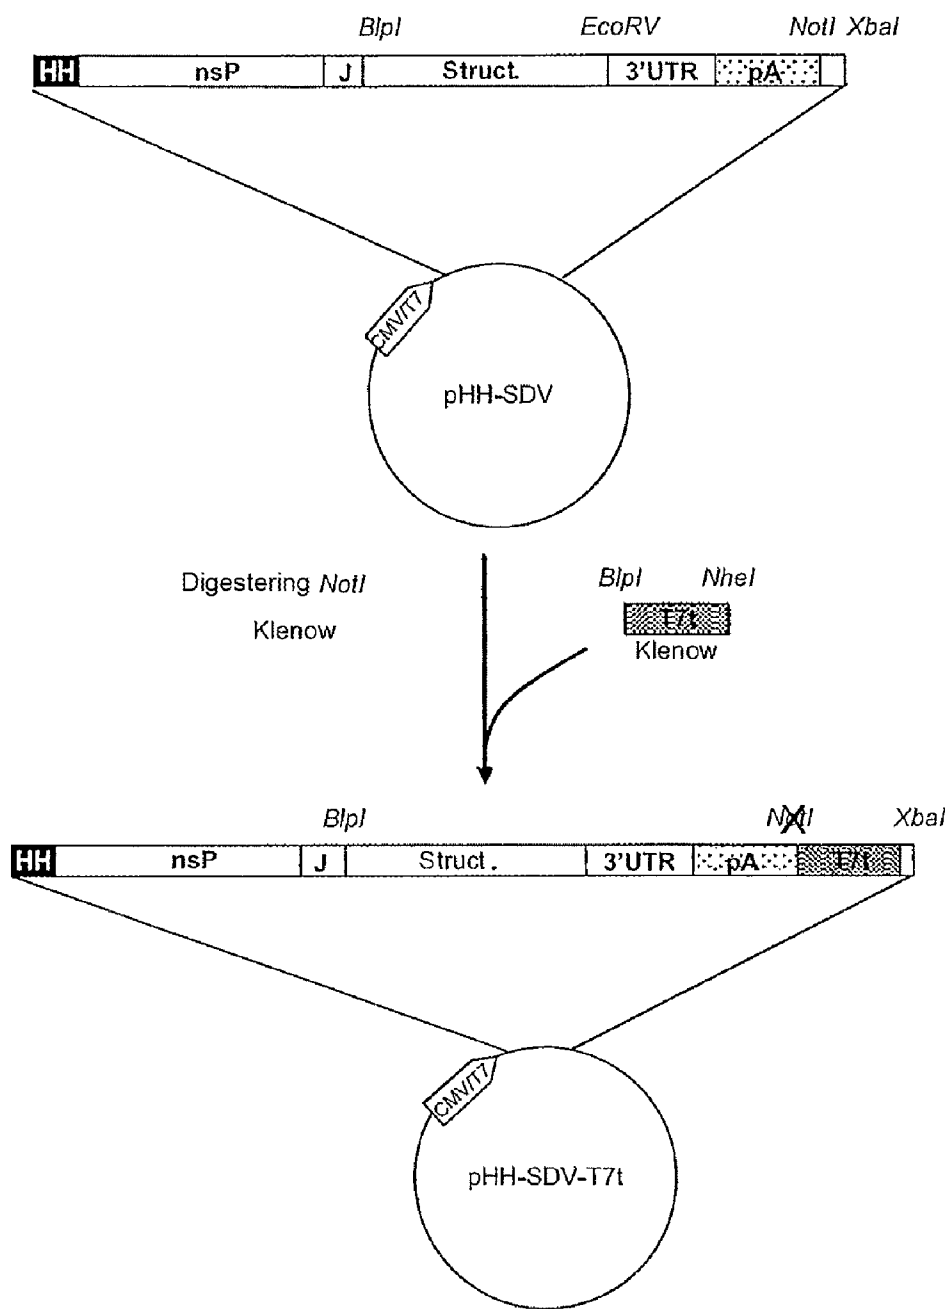 BlpI EcoRV NotI XbaI
HH nsP J Struct. 3'UTR pA
CMV/T7
pHH-SDV
Digestering NotI
Klenow
BlpI NheI
T7t
Klenow
BlpI NotI XbaI
HH nsP J Struct. 3'UTR pA T7t
CMV/T7
pHH-SDV-T7t